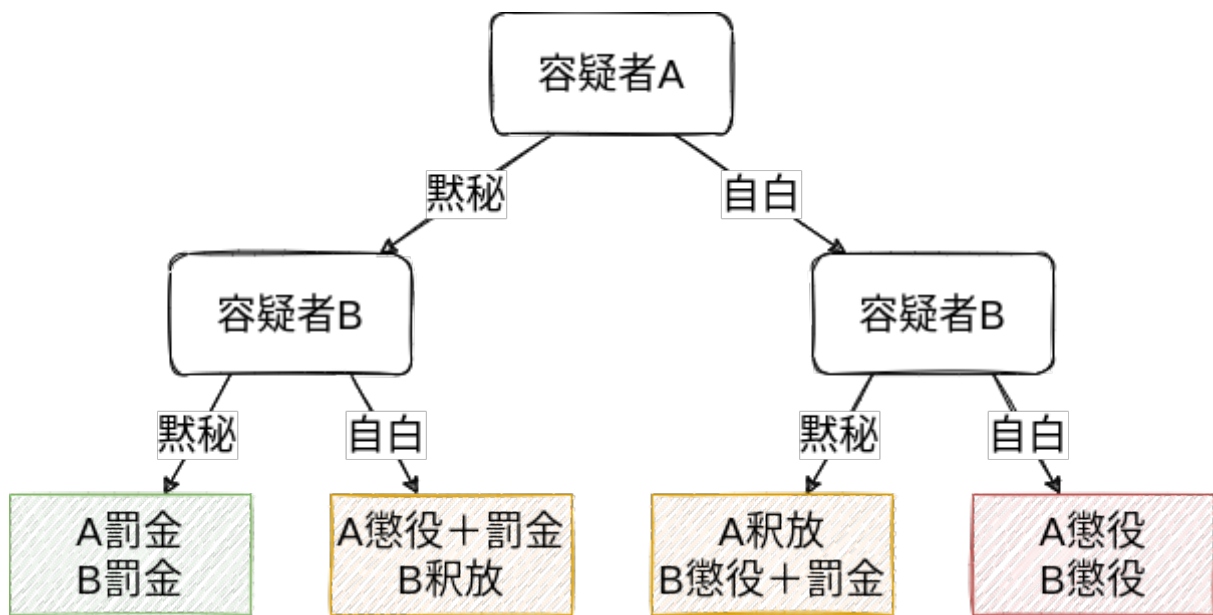 容疑者A
黙秘
自白
容疑者B
容疑者B
黙秘
自白
黙秘
自白
A罰金
B罰金
A懲役＋罰金
B釈放
A釈放
B懲役＋罰金
A懲役
B懲役